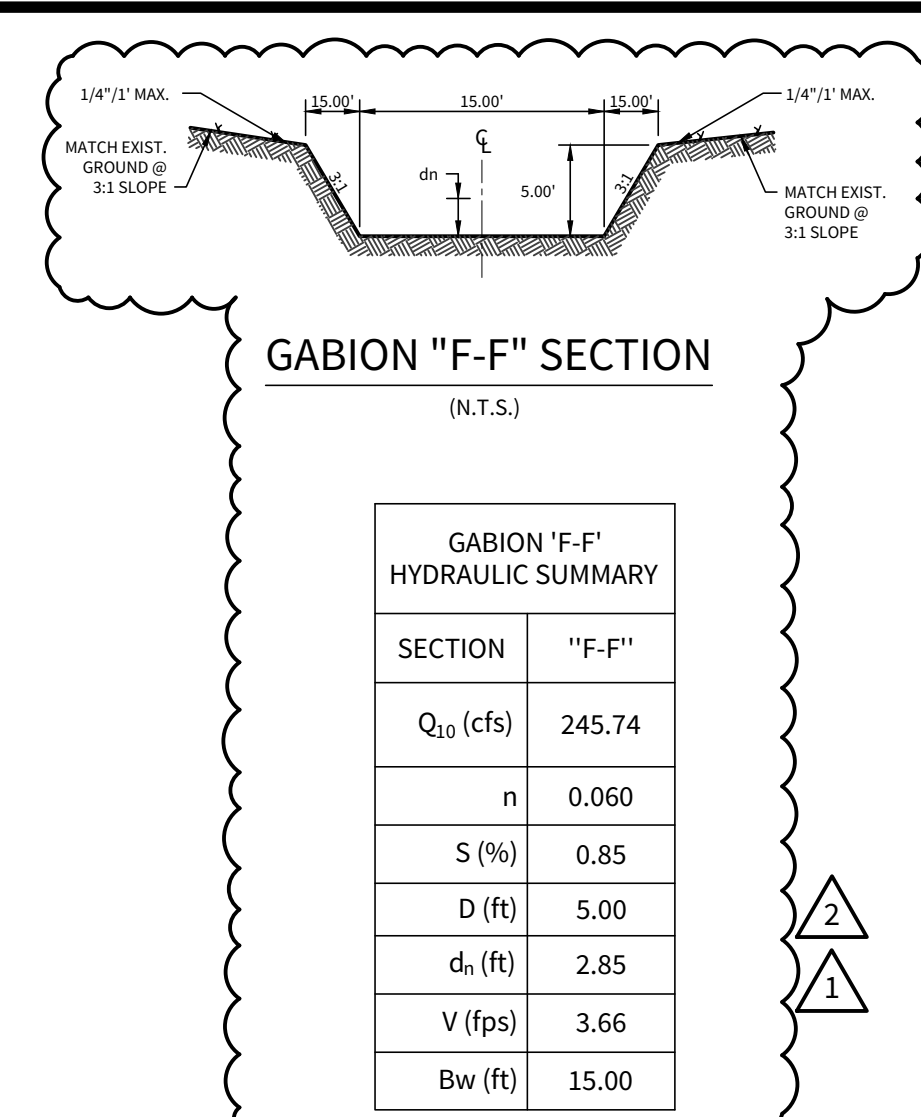 1/4"/1' MAX.
15.00'
15.00'
15.00'
1/4"/1' MAX.
MATCH EXIST.
GROUND @
3:1 SLOPE
3:1
dn
℄
5.00'
3:1
MATCH EXIST.
GROUND @
3:1 SLOPE
GABION "F-F" SECTION
(N.T.S.)
GABION 'F-F'
HYDRAULIC SUMMARY
SECTION ''F-F''
Q10 (cfs) 245.74
n 0.060
S (%) 0.85
D (ft) 5.00
dn (ft) 2.85
V (fps) 3.66
Bw (ft) 15.00
2
1